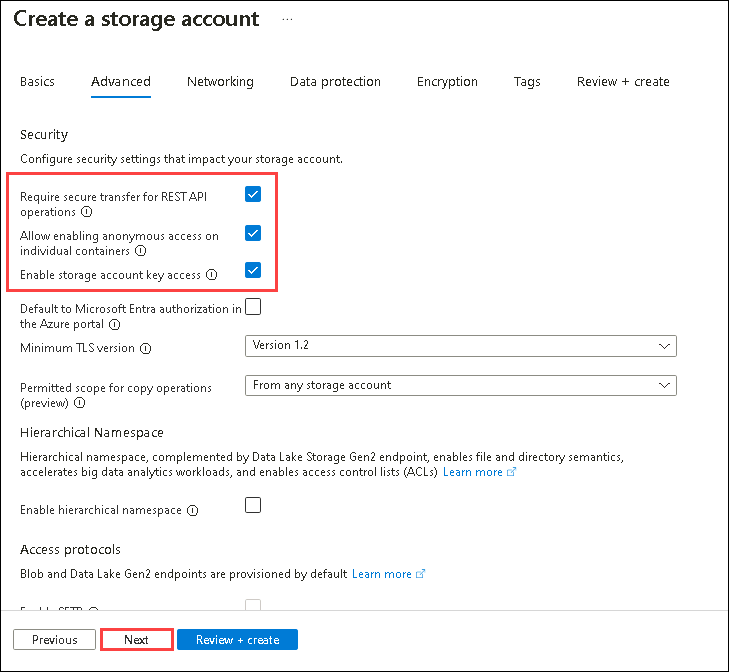 Create a storage account ...
Basics Advanced Networking Data protection Encryption Tags Review + create
Security
Configure security settings that impact your storage account.
Require secure transfer for REST API
operations
Allow enabling anonymous access on
individual containers
Enable storage account key access
Default to Microsoft Entra authorization in
the Azure portal
Minimum TLS version
Version 1.2
Permitted scope for copy operations
(preview)
From any storage account
Hierarchical Namespace
Hierarchical namespace, complemented by Data Lake Storage Gen2 endpoint, enables file and directory semantics,
accelerates big data analytics workloads, and enables access control lists (ACLs) Learn more
Enable hierarchical namespace
Access protocols
Blob and Data Lake Gen2 endpoints are provisioned by default Learn more
Enable SFTP
Previous Next Review + create